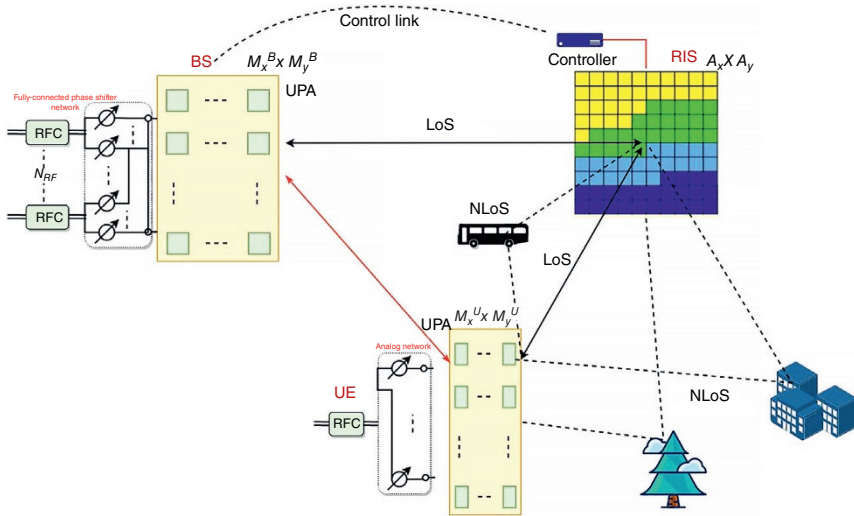 Control link
BS
M_x^B x M_y^B
UPA
Controller
RIS
A_x X A_y
Fully-connected phase shifter
network
RFC
N_RF
RFC
LoS
NLoS
LoS
UPA
M_x^U x M_y^U
Analog network
UE
RFC
NLoS